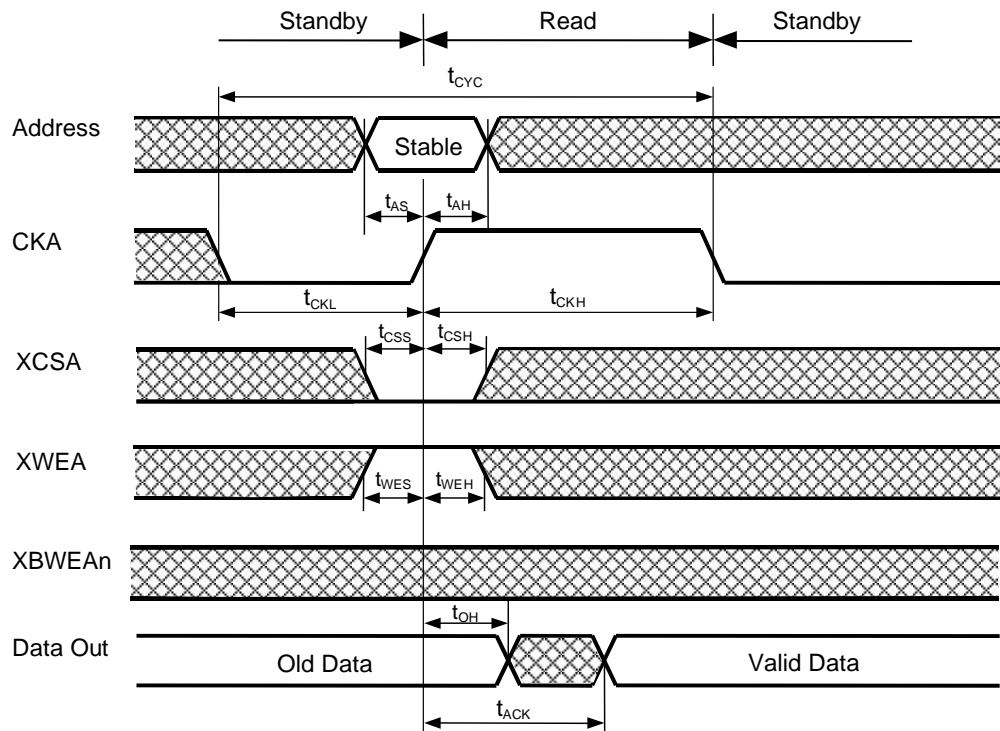 Standby Read Standby
tCYC
Address Stable
tAS tAH
CKA
tCKL tCKH
tCSS tCSH
XCSA
XWEA
tWES tWEH
XBWEAn
tOH
Data Out Old Data Valid Data
tACK